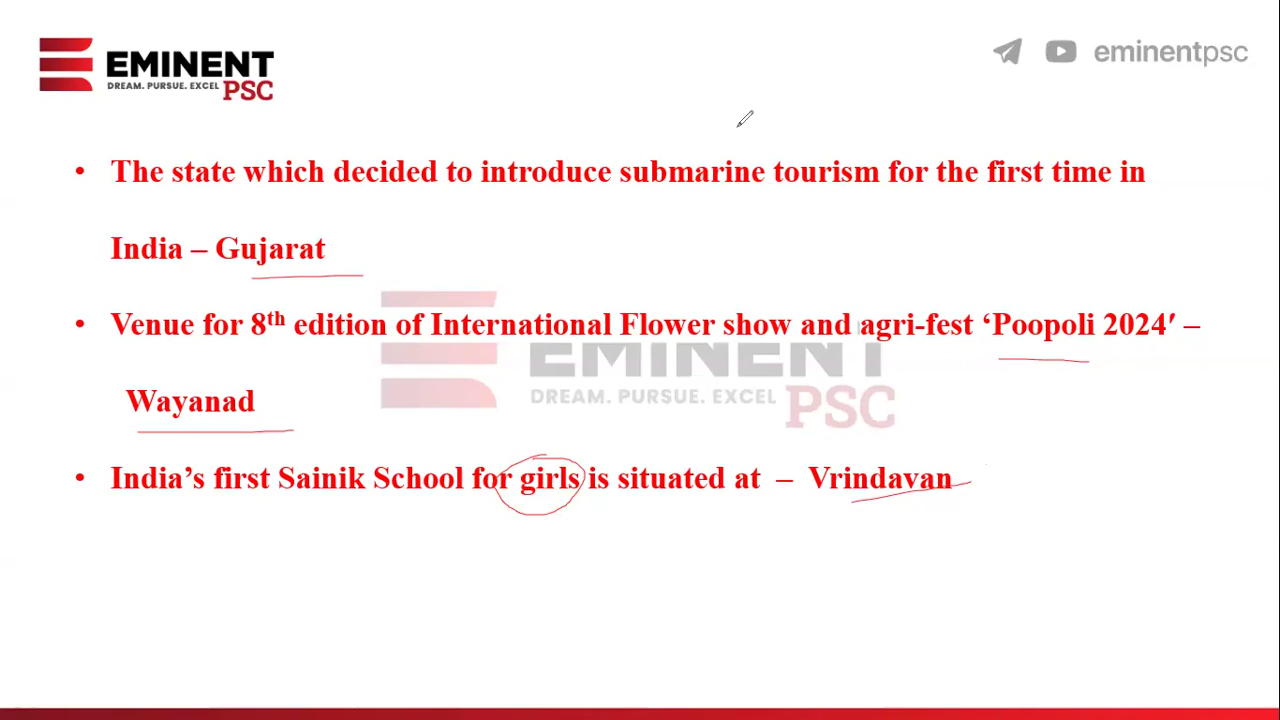 EMINENT
DREAM. PURSUE. EXCEL
PSC
eminentpsc
• The state which decided to introduce submarine tourism for the first time in
India – Gujarat
• Venue for 8th edition of International Flower show and agri-fest ‘Poopoli 2024′ –
Wayanad
• India’s first Sainik School for girls is situated at – Vrindavan
EMINENT
DREAM. PURSUE. EXCEL
PSC